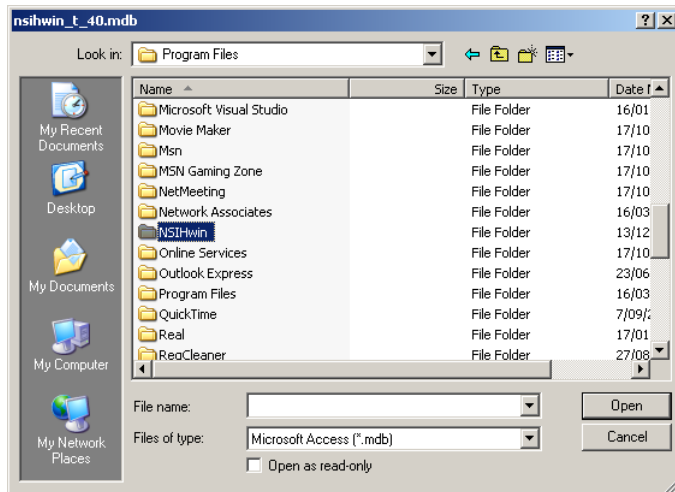 nsihwin_t_40.mdb
Look in: Program Files
Name Size Type Date
Microsoft Visual Studio File Folder 16/01
Movie Maker File Folder 17/10
Msn File Folder 17/10
MSN Gaming Zone File Folder 17/10
NetMeeting File Folder 17/10
Network Associates File Folder 16/03
NSIHwin File Folder 13/12
Online Services File Folder 17/10
Outlook Express File Folder 23/06
Program Files File Folder 16/03
QuickTime File Folder 7/09/
Real File Folder 17/01
RegCleaner File Folder 27/08
My Recent
Documents
Desktop
My Documents
My Computer
My Network
Places
File name:
Open
Files of type: Microsoft Access (*.mdb)
Cancel
Open as read-only